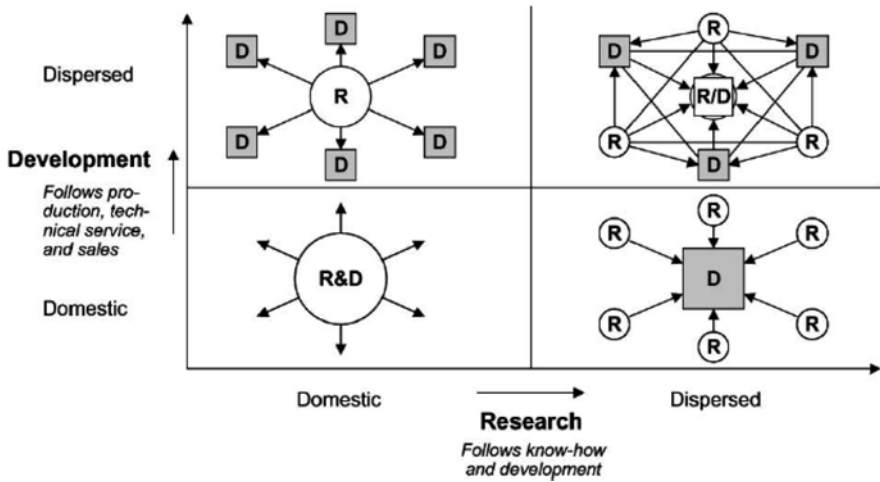 D
D
D
R
D
D
D
R
D
D
R/D
R
R
D
Dispersed
Development
Follows pro-
duction, tech-
nical service,
and sales
Domestic
R&D
R
R
R
D
R
R
R
Domestic
Dispersed
Research
Follows know-how
and development